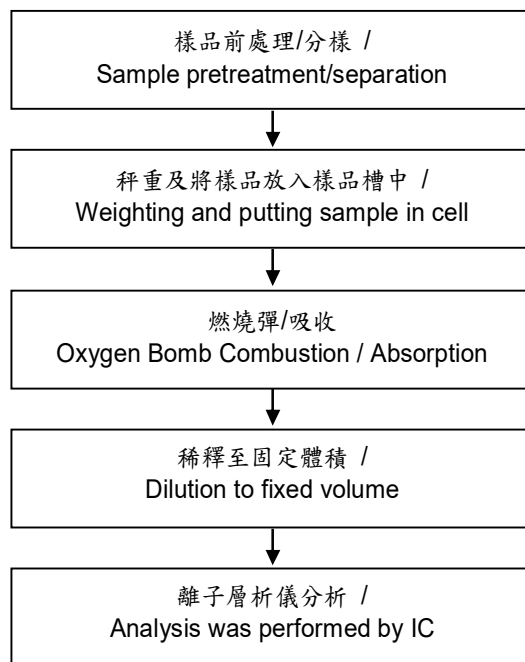 樣品前處理/分樣 /
Sample pretreatment/separation
秤重及將樣品放入樣品槽中 /
Weighting and putting sample in cell
燃燒彈/吸收
Oxygen Bomb Combustion / Absorption
稀釋至固定體積 /
Dilution to fixed volume
離子層析儀分析 /
Analysis was performed by IC